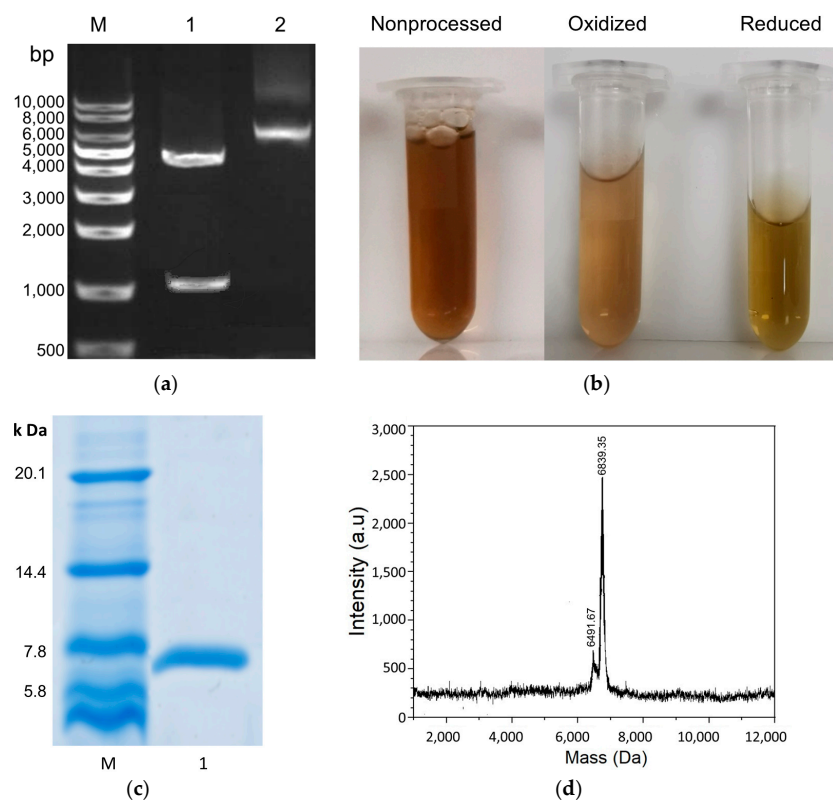 Nonprocessed Oxidized Reduced
M 1 2
bp
10,000
8,000
6,000
5,000
4,000
3,000
2,000
1,000
500
(a) (b)
k Da
20.1
14.4
7.8
5.8
M 1
(c)
3,000
2,500
2,000
1,500
1,000
500
0
Intensity (a.u)
6491.67
6839.35
2,000 4,000 6,000 8,000 10,000 12,000
Mass (Da)
(d)